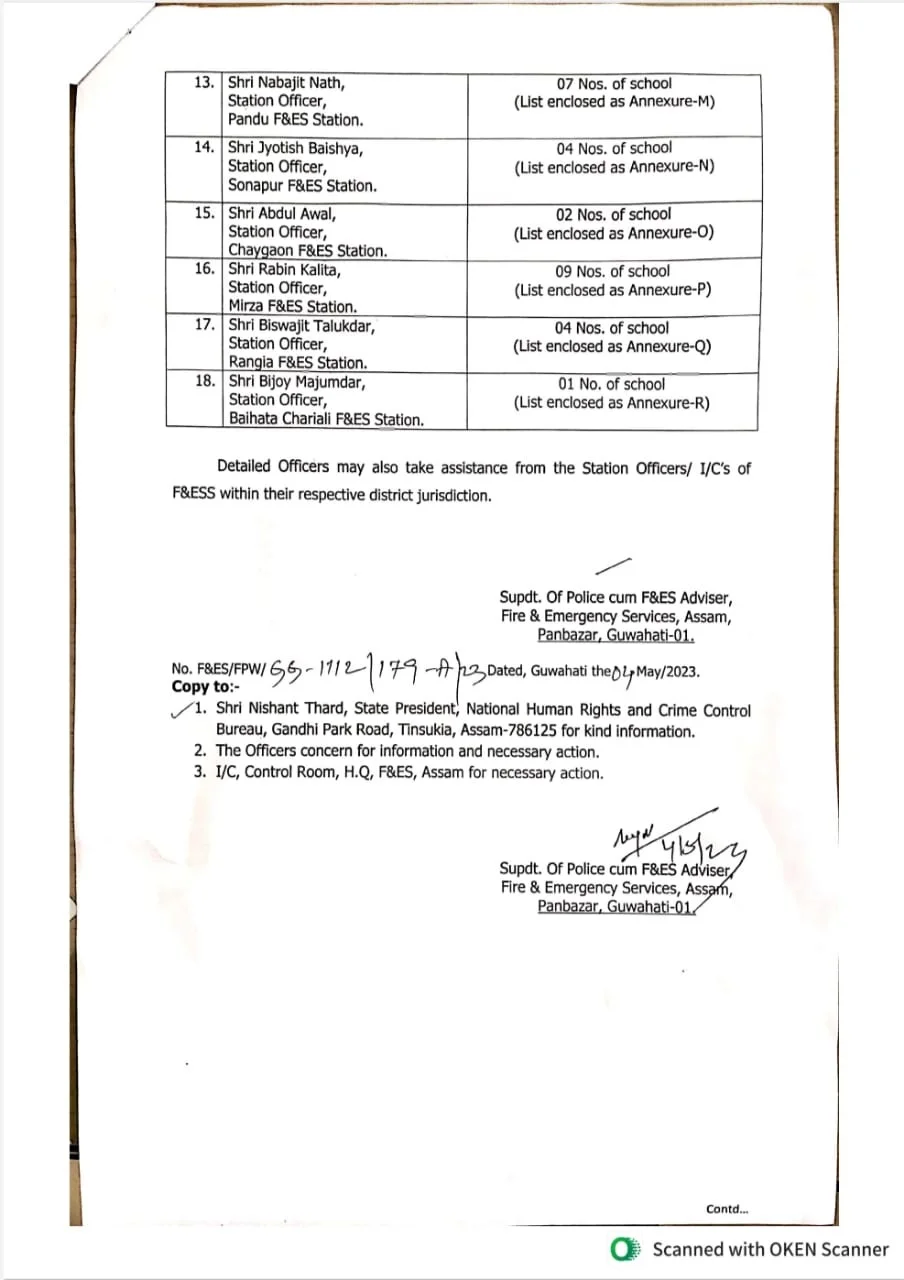 13. Shri Nabajit Nath,
Station Officer,
Pandu F&ES Station.
07 Nos. of school
(List enclosed as Annexure-M)
14. Shri Jyotish Baishya,
Station Officer,
Sonapur F&ES Station.
04 Nos. of school
(List enclosed as Annexure-N)
15. Shri Abdul Awal,
Station Officer,
Chaygaon F&ES Station.
02 Nos. of school
(List enclosed as Annexure-O)
16. Shri Rabin Kalita,
Station Officer,
Mirza F&ES Station.
09 Nos. of school
(List enclosed as Annexure-P)
17. Shri Biswajit Talukdar,
Station Officer,
Rangia F&ES Station.
04 Nos. of school
(List enclosed as Annexure-Q)
18. Shri Bijoy Majumdar,
Station Officer,
Baihata Chariali F&ES Station.
01 No. of school
(List enclosed as Annexure-R)
Detailed Officers may also take assistance from the Station Officers/ I/C's of
F&ESS within their respective district jurisdiction.
Supdt. Of Police cum F&ES Adviser,
Fire & Emergency Services, Assam,
Panbazar, Guwahati-01.
No. F&ES/FPW/ 179-A/23 Dated, Guwahati the 04 May/2023.
Copy to:-
1. Shri Nishant Thard, State President, National Human Rights and Crime Control
Bureau, Gandhi Park Road, Tinsukia, Assam-786125 for kind information.
2. The Officers concern for information and necessary action.
3. I/C, Control Room, H.Q, F&ES, Assam for necessary action.
4/5/23
Supdt. Of Police cum F&ES Adviser,
Fire & Emergency Services, Assam,
Panbazar, Guwahati-01.
Contd...
Scanned with OKEN Scanner